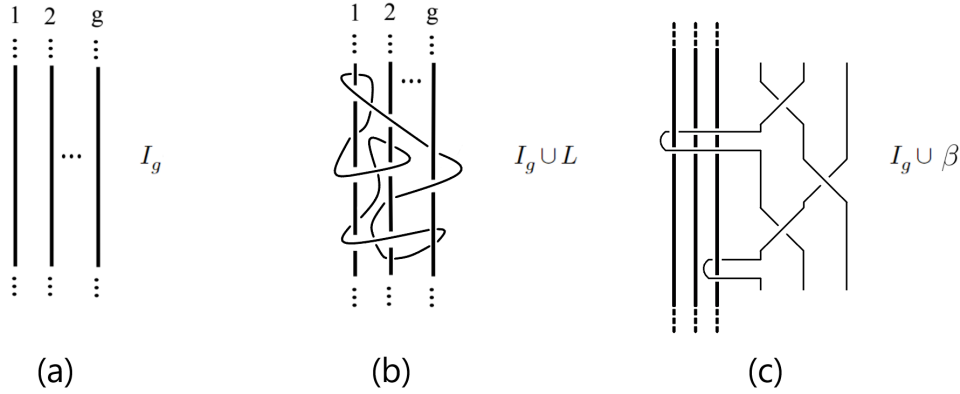 1 2 g
...
I_g
(a)
1 2 g
...
I_g ∪ L
(b)
I_g ∪ β
(c)